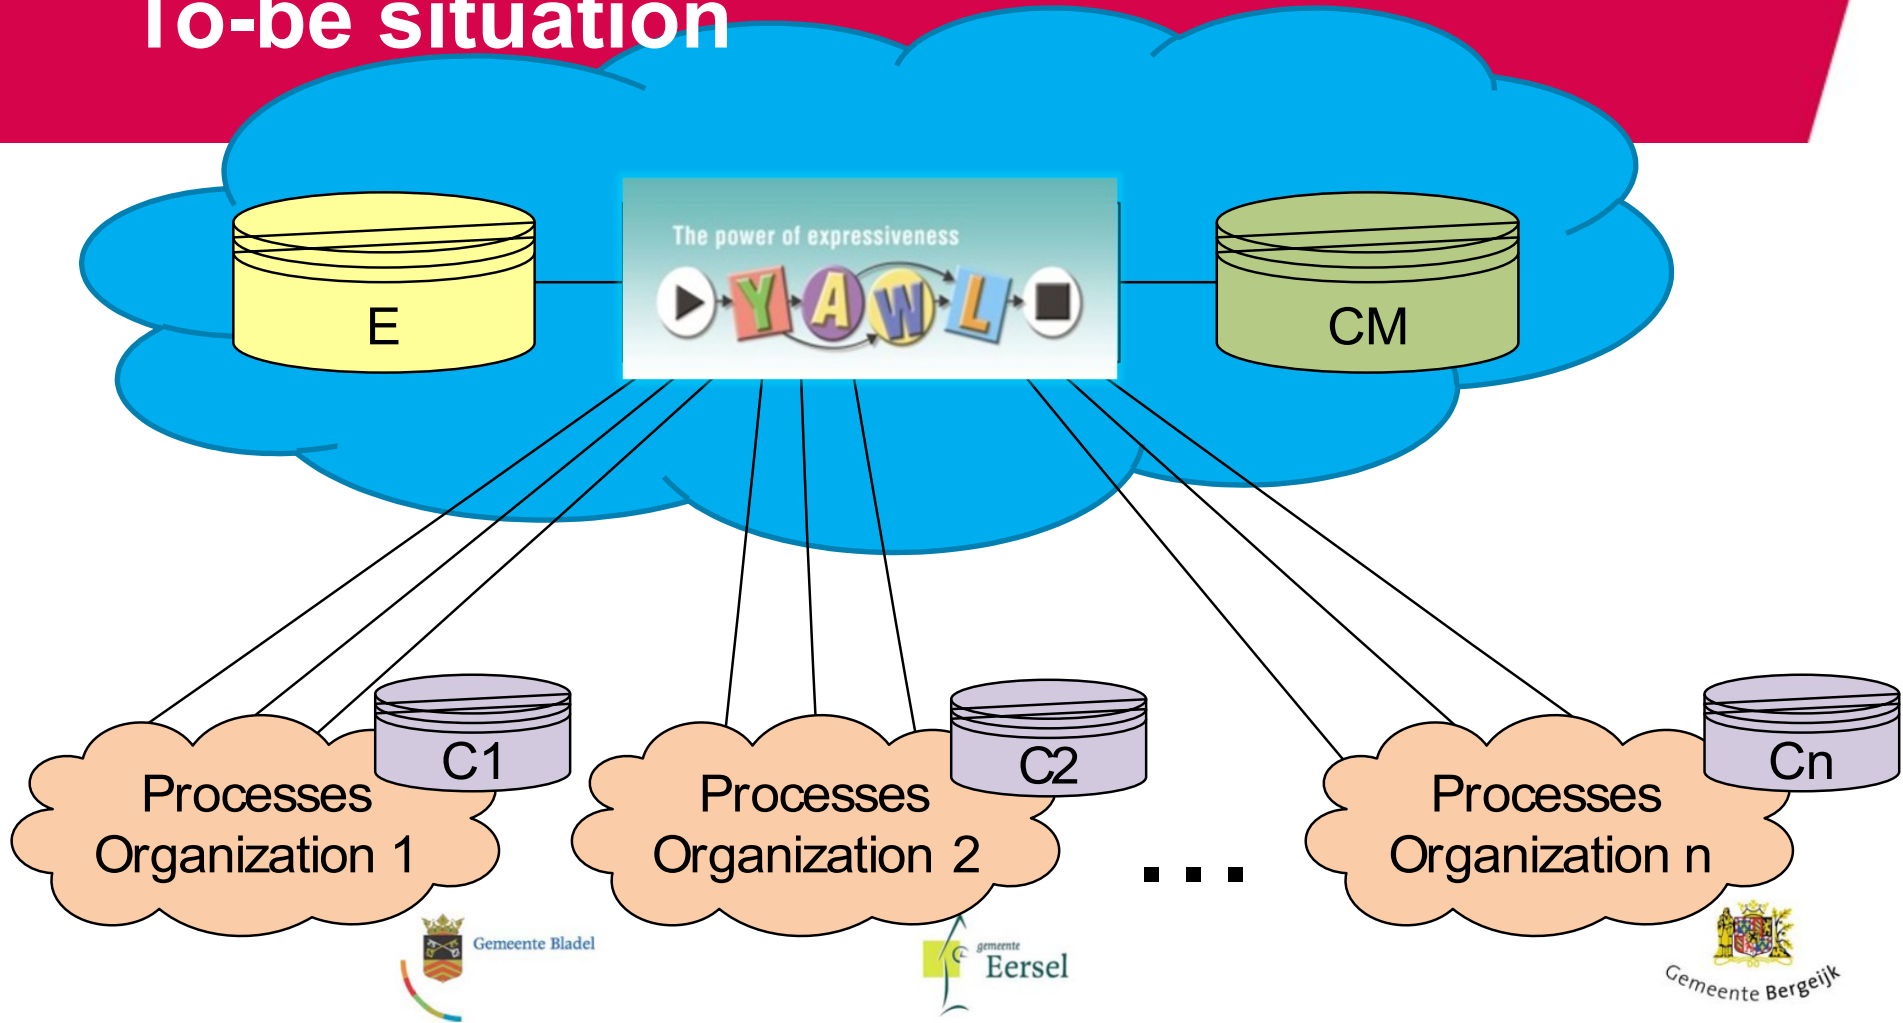 To-be situation
The power of expressiveness
YAWL
E
CM
C1
C2
Cn
Processes
Organization 1
Processes
Organization 2
...
Processes
Organization n
Gemeente Bladel
gemeente
Eersel
Gemeente Bergeijk